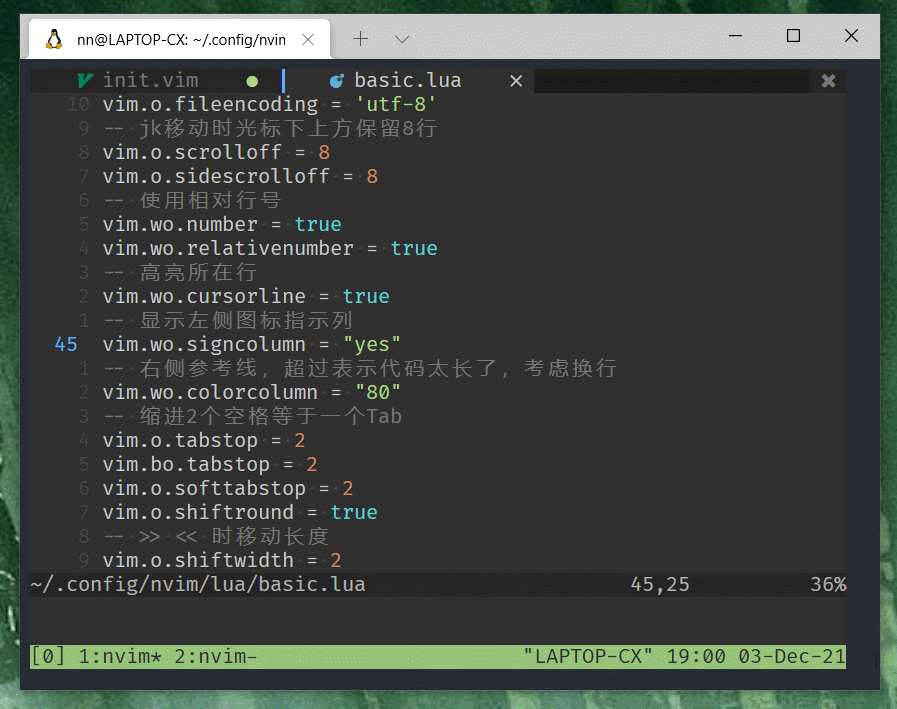 nn@LAPTOP-CX: ~/.config/nvin
init.vim basic.lua
10 vim.o.fileencoding = 'utf-8'
9 -- jk移动时光标下上方保留8行
8 vim.o.scrolloff = 8
7 vim.o.sidescrolloff = 8
6 -- 使用相对行号
5 vim.wo.number = true
4 vim.wo.relativenumber = true
3 -- 高亮所在行
2 vim.wo.cursorline = true
1 -- 显示左侧图标指示列
45 vim.wo.signcolumn = "yes"
1 -- 右侧参考线，超过表示代码太长了，考虑换行
2 vim.wo.colorcolumn = "80"
3 -- 缩进2个空格等于一个Tab
4 vim.o.tabstop = 2
5 vim.bo.tabstop = 2
6 vim.o.softtabstop = 2
7 vim.o.shiftround = true
8 -- >> << 时移动长度
9 vim.o.shiftwidth = 2
~/.config/nvim/lua/basic.lua 45,25 36%
[0] 1:nvim* 2:nvim- "LAPTOP-CX" 19:00 03-Dec-21